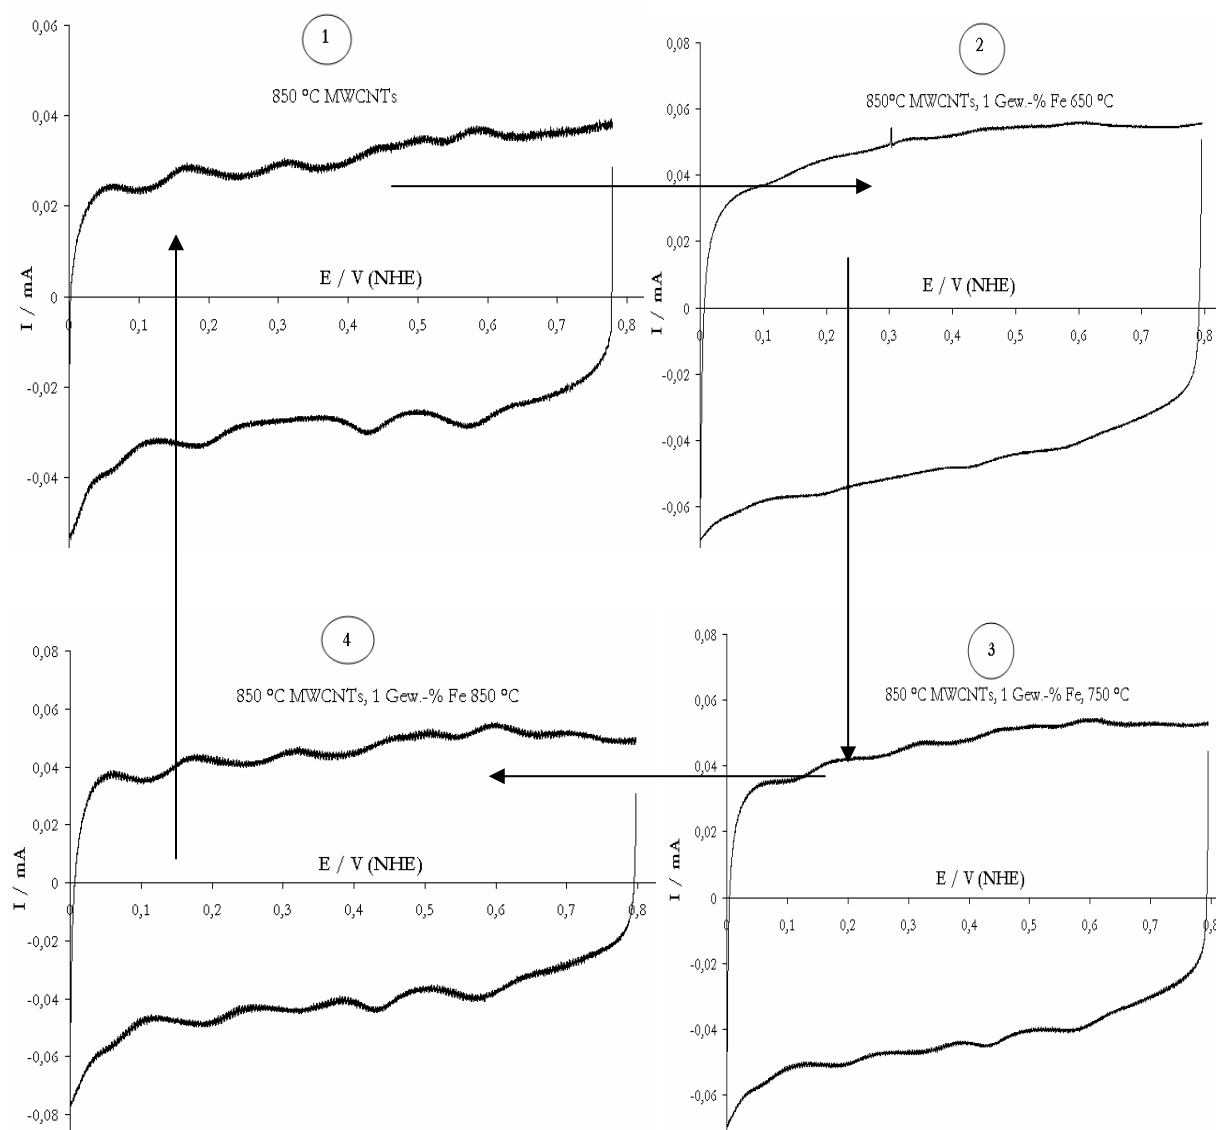 1
850 °C MWCNTs
0,06
0,04
0,02
0
-0,02
-0,04
I / mA
E / V (NHE)
0 0,1 0,2 0,3 0,4 0,5 0,6 0,7 0,8
2
850°C MWCNTs, 1 Gew.-% Fe 650 °C
0,08
0,06
0,04
0,02
0
-0,02
-0,04
-0,06
I / mA
E / V (NHE)
0 0,1 0,2 0,3 0,4 0,5 0,6 0,7 0,8
4
850 °C MWCNTs, 1 Gew.-% Fe 850 °C
0,08
0,06
0,04
0,02
0
-0,02
-0,04
-0,06
-0,08
I / mA
E / V (NHE)
0 0,1 0,2 0,3 0,4 0,5 0,6 0,7 0,8
3
850 °C MWCNTs, 1 Gew.-% Fe, 750 °C
0,08
0,06
0,04
0,02
0
-0,02
-0,04
-0,06
I / mA
E / V (NHE)
0 0,1 0,2 0,3 0,4 0,5 0,6 0,7 0,8